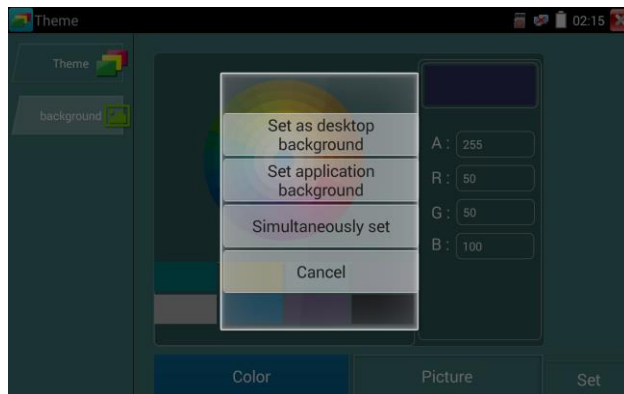 Theme
02:15
Theme
background
Set as desktop
background
Set application
background
Simultaneously set
Cancel
A : 255
R : 50
G : 50
B : 100
Color
Picture
Set